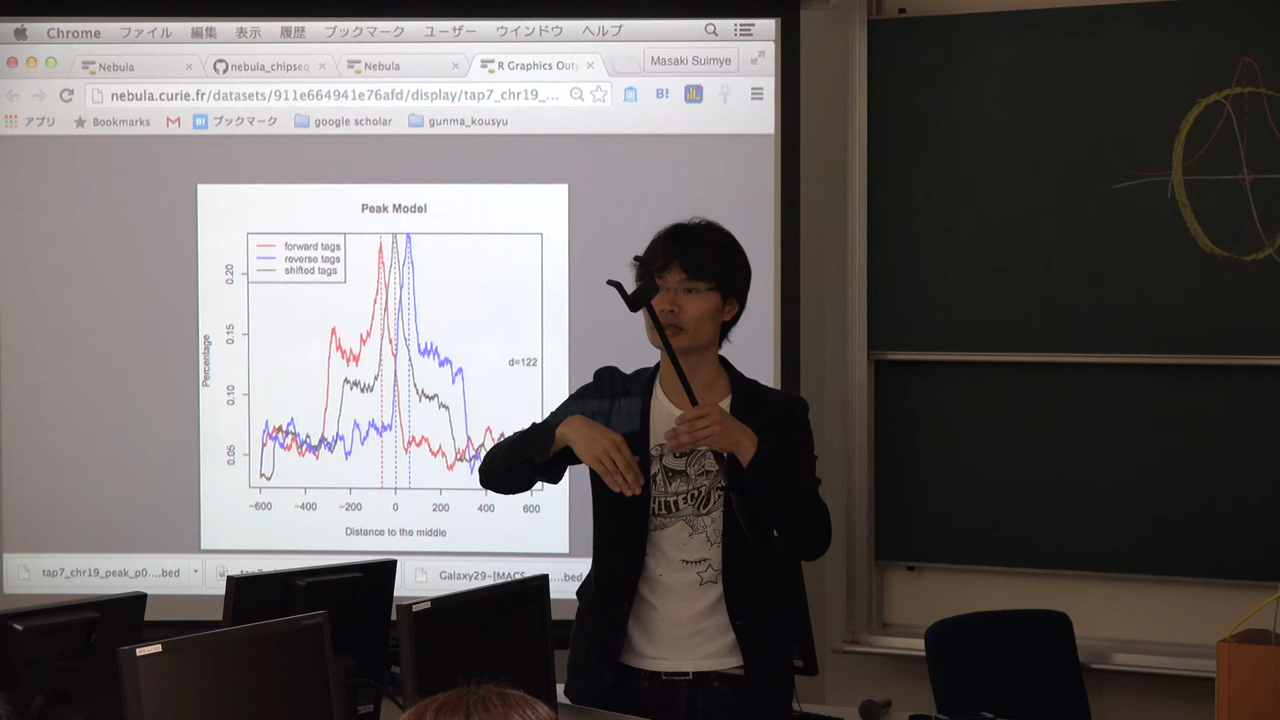 Chrome ファイル 編集 表示 履歴 ブックマーク ユーザー ウインドウ ヘルプ
Nebula × nebula_chipseq × Nebula × R Graphics Outp × Masaki Suimye
nebula.curie.fr/datasets/911e664941e76afd/display/tap7_chr19_... B!
アプリ Bookmarks B! ブックマーク google scholar gunma_kousyu
Peak Model
forward tags
reverse tags
shifted tags
d=122
Percentage
0.20
0.15
0.10
0.05
−600 −400 −200 0 200 400 600
Distance to the middle
tap7_chr19_peak_p0....bed
Galaxy29-[MACS_ ....bed